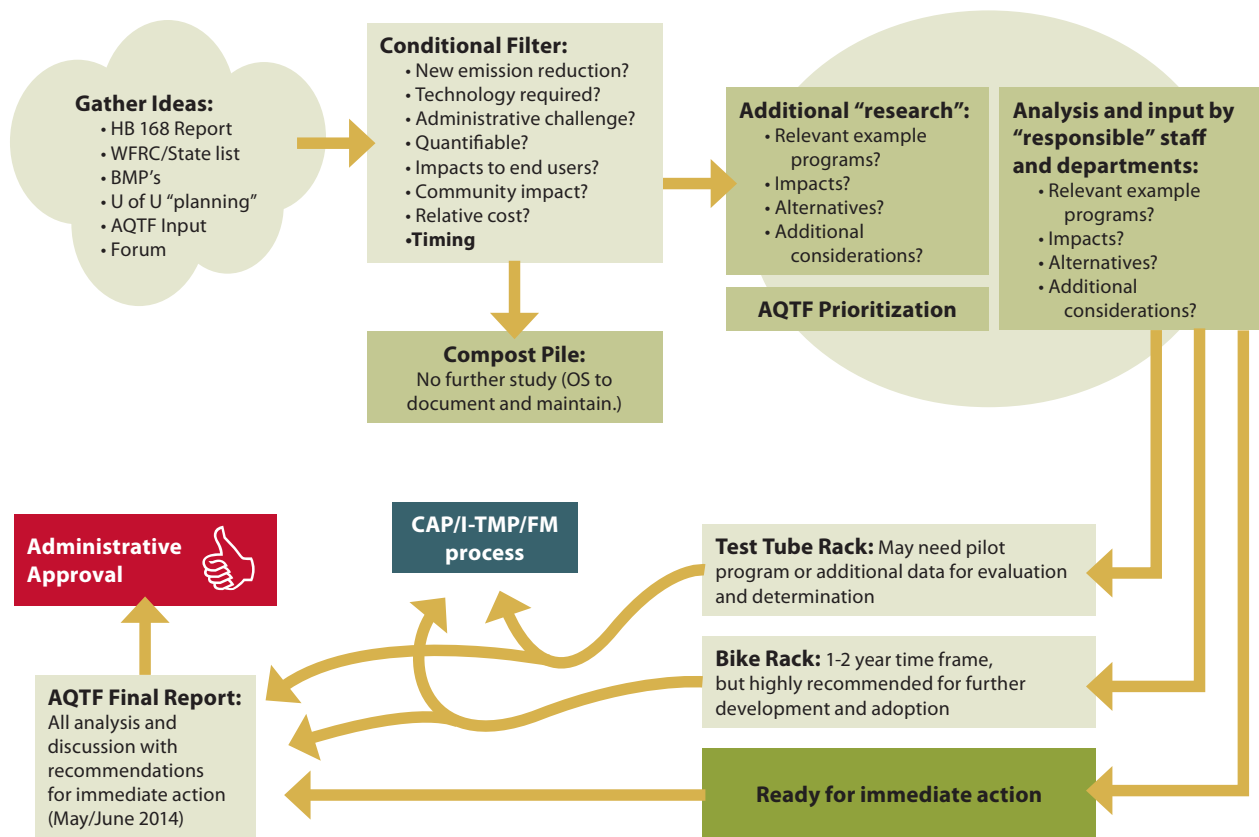 Gather Ideas:
• HB 168 Report
• WFRC/State list
• BMP's
• U of U “planning”
• AQTF Input
• Forum
Conditional Filter:
• New emission reduction?
• Technology required?
• Administrative challenge?
• Quantifiable?
• Impacts to end users?
• Community impact?
• Relative cost?
•Timing
Compost Pile:
No further study (OS to
document and maintain.)
Additional “research”:
• Relevant example
programs?
• Impacts?
• Alternatives?
• Additional
considerations?
AQTF Prioritization
Analysis and input by
“responsible” staff
and departments:
• Relevant example
programs?
• Impacts?
• Alternatives?
• Additional
considerations?
Test Tube Rack: May need pilot
program or additional data for evaluation
and determination
Bike Rack: 1-2 year time frame,
but highly recommended for further
development and adoption
Ready for immediate action
CAP/I-TMP/FM
process
AQTF Final Report:
All analysis and
discussion with
recommendations
for immediate action
(May/June 2014)
Administrative
Approval